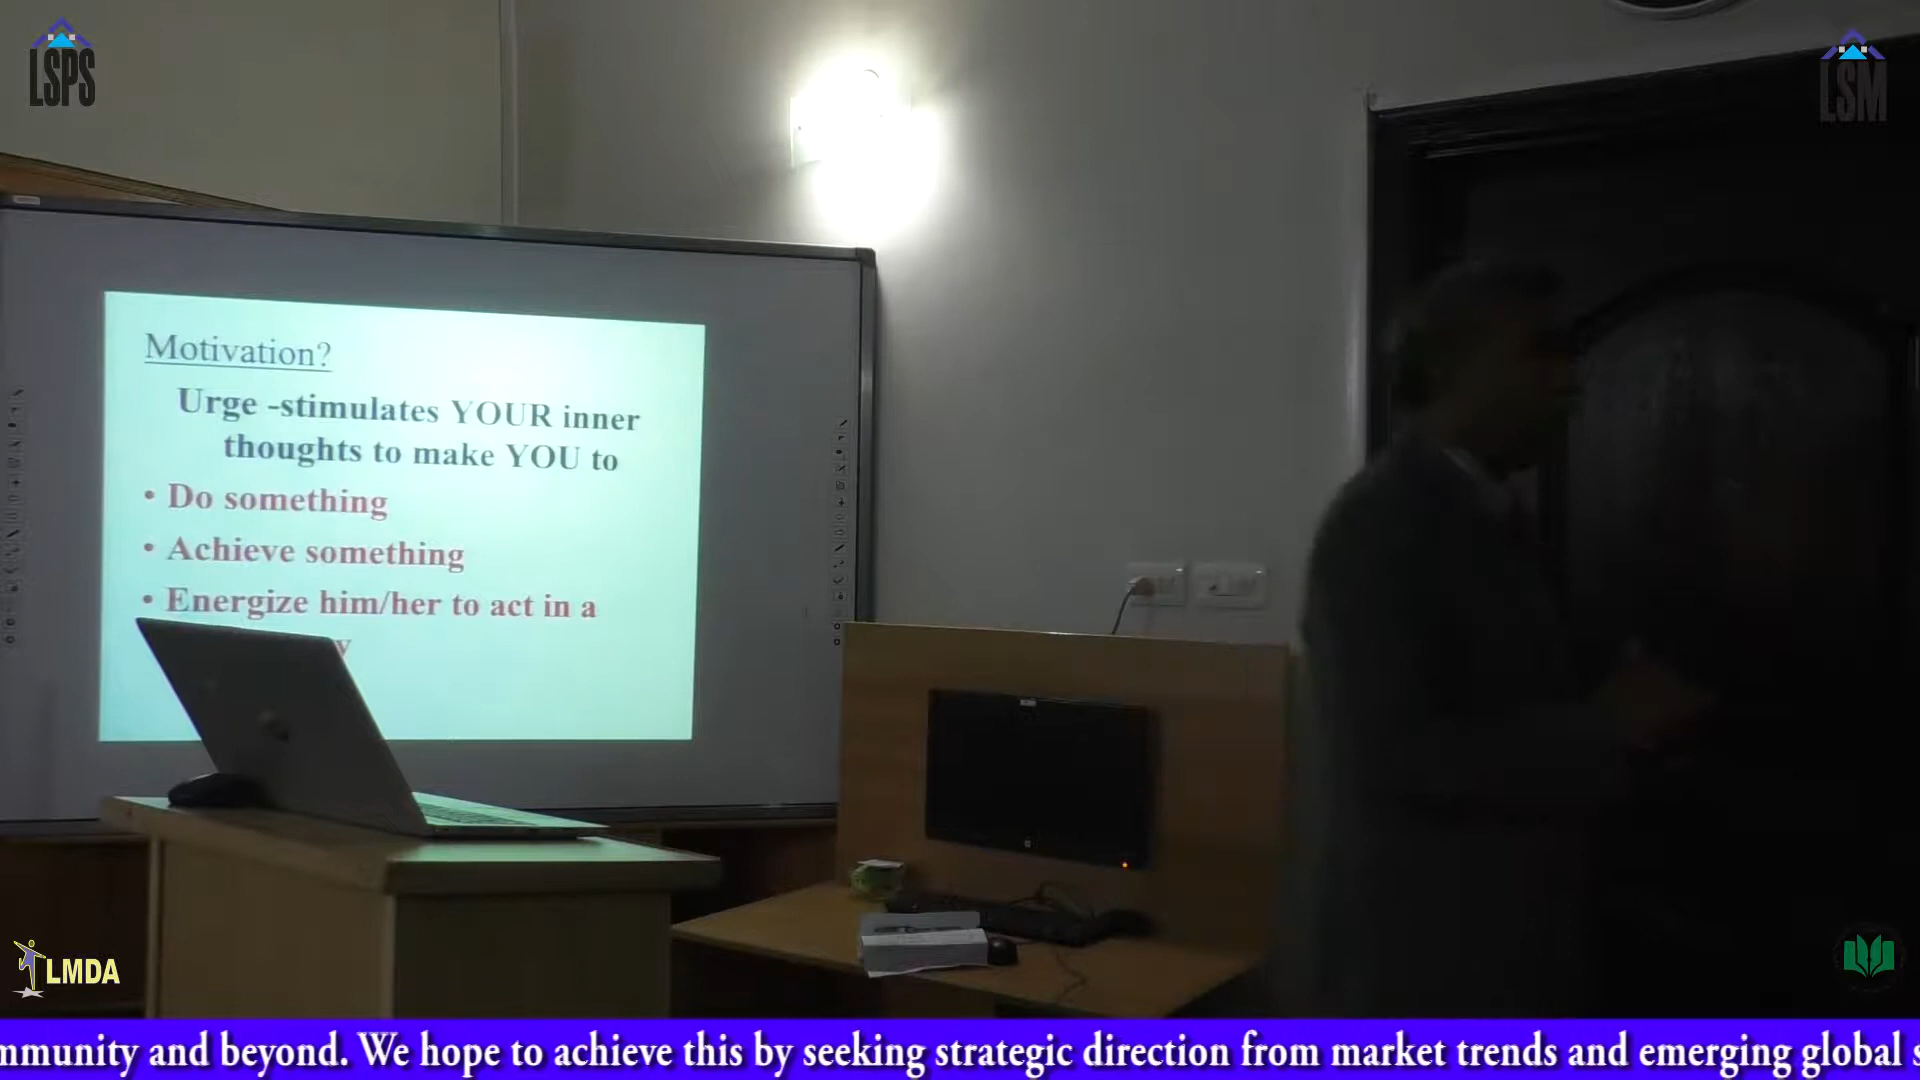 LSPS
LSM
Motivation?
Urge -stimulates YOUR inner
thoughts to make YOU to
• Do something
• Achieve something
• Energize him/her to act in a
LMDA
mmunity and beyond. We hope to achieve this by seeking strategic direction from market trends and emerging global s